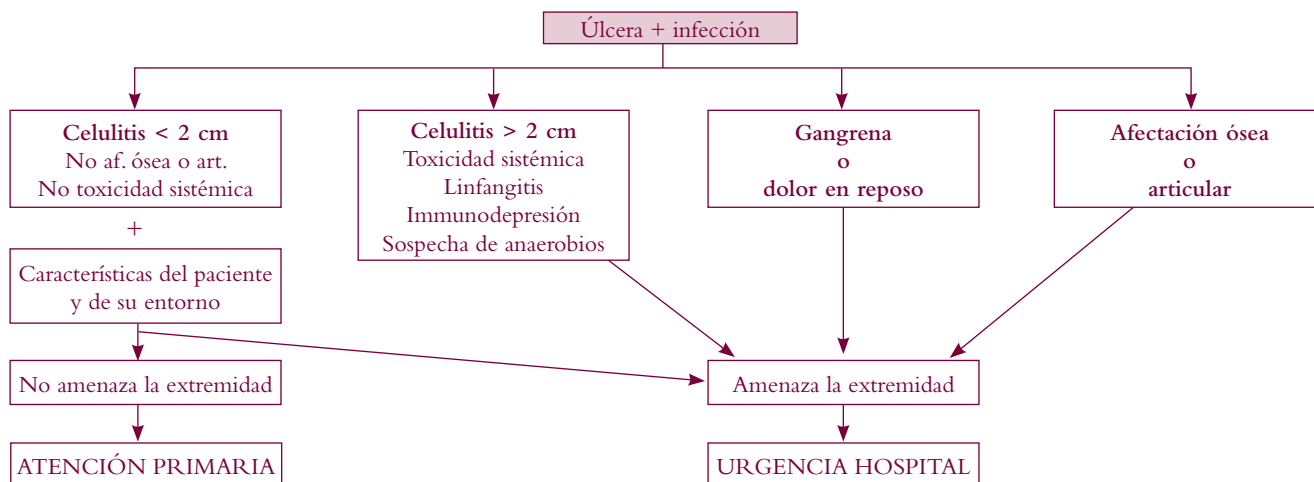 Úlcera + infección
Celulitis < 2 cm
No af. ósea o art.
No toxicidad sistémica
+
Características del paciente
y de su entorno
No amenaza la extremidad
ATENCIÓN PRIMARIA
Celulitis > 2 cm
Toxicidad sistémica
Linfangitis
Immunodepresión
Sospecha de anaerobios
Gangrena
o
dolor en reposo
Afectación ósea
o
articular
Amenaza la extremidad
URGENCIA HOSPITAL